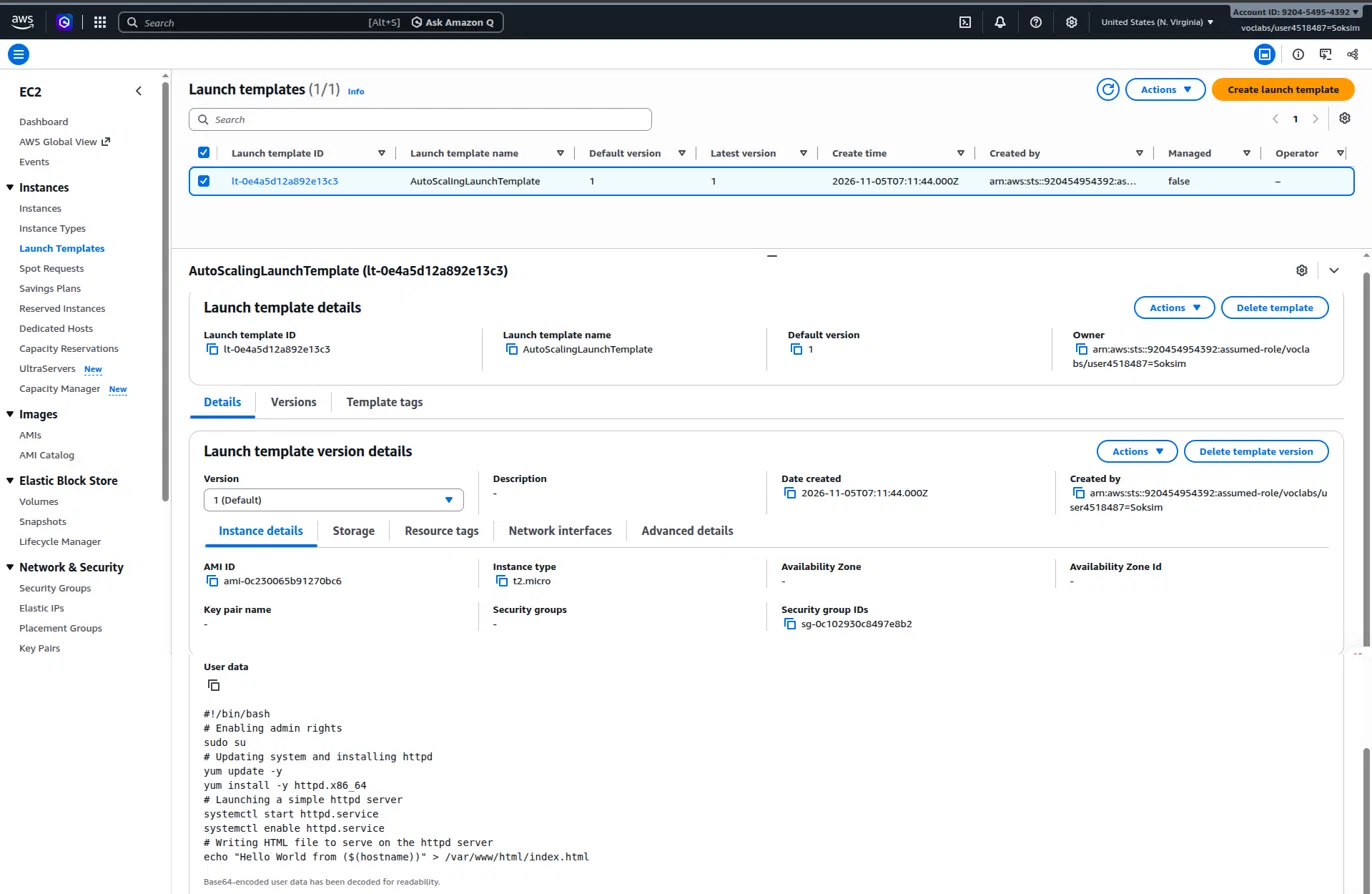 aws
Search [Alt+S] Ask Amazon Q
United States (N. Virginia)
Account ID: 9204-5495-4392
voclabs/user4518487=Soksim
EC2
Dashboard
AWS Global View
Events
Instances
Instances
Instance Types
Launch Templates
Spot Requests
Savings Plans
Reserved Instances
Dedicated Hosts
Capacity Reservations
UltraServers New
Capacity Manager New
Images
AMIs
AMI Catalog
Elastic Block Store
Volumes
Snapshots
Lifecycle Manager
Network & Security
Security Groups
Elastic IPs
Placement Groups
Key Pairs
Launch templates (1/1) Info
Actions
Create launch template
Search
1
Launch template ID Launch template name Default version Latest version Create time Created by Managed Operator
lt-0e4a5d12a892e13c3 AutoScalingLaunchTemplate 1 1 2026-11-05T07:11:44.000Z arn:aws:sts::920454954392:as... false –
AutoScalingLaunchTemplate (lt-0e4a5d12a892e13c3)
Launch template details
Actions Delete template
Launch template ID Launch template name Default version Owner
lt-0e4a5d12a892e13c3 AutoScalingLaunchTemplate 1 arn:aws:sts::920454954392:assumed-role/vocla
bs/user4518487=Soksim
Details Versions Template tags
Launch template version details
Actions Delete template version
Version Description Date created Created by
1 (Default) - 2026-11-05T07:11:44.000Z arn:aws:sts::920454954392:assumed-role/voclabs/u
ser4518487=Soksim
Instance details Storage Resource tags Network interfaces Advanced details
AMI ID Instance type Availability Zone Availability Zone Id
ami-0c230065b91270bc6 t2.micro - -
Key pair name Security groups Security group IDs
- - sg-0c102930c8497e8b2
User data
#!/bin/bash
# Enabling admin rights
sudo su
# Updating system and installing httpd
yum update -y
yum install -y httpd.x86_64
# Launching a simple httpd server
systemctl start httpd.service
systemctl enable httpd.service
# Writing HTML file to serve on the httpd server
echo "Hello World from ($(hostname))" > /var/www/html/index.html
Base64-encoded user data has been decoded for readability.